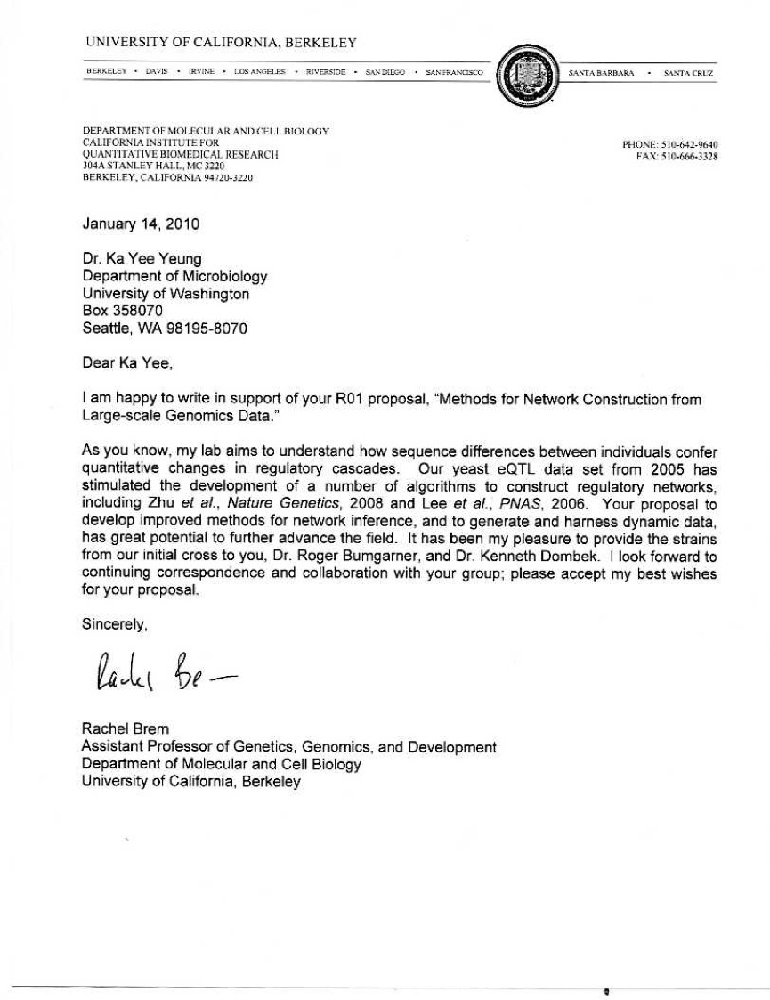 UNIVERSITY OF CALIFORNIA, BERKELEY
BERKELEY • DAVIS • IRVINE • LOS ANGELES • RIVERSIDE • SAN DIEGO • SAN FRANCISCO SANTA BARBARA • SANTA CRUZ
DEPARTMENT OF MOLECULAR AND CELL BIOLOGY
CALIFORNIA INSTITUTE FOR
QUANTITATIVE BIOMEDICAL RESEARCH
304A STANLEY HALL, MC 3220
BERKELEY, CALIFORNIA 94720-3220
PHONE: 510-642-9640
FAX: 510-666-3328
January 14, 2010
Dr. Ka Yee Yeung
Department of Microbiology
University of Washington
Box 358070
Seattle, WA 98195-8070
Dear Ka Yee,
I am happy to write in support of your R01 proposal, “Methods for Network Construction from
Large-scale Genomics Data.”
As you know, my lab aims to understand how sequence differences between individuals confer
quantitative changes in regulatory cascades. Our yeast eQTL data set from 2005 has
stimulated the development of a number of algorithms to construct regulatory networks,
including Zhu et al., Nature Genetics, 2008 and Lee et al., PNAS, 2006. Your proposal to
develop improved methods for network inference, and to generate and harness dynamic data,
has great potential to further advance the field. It has been my pleasure to provide the strains
from our initial cross to you, Dr. Roger Bumgarner, and Dr. Kenneth Dombek. I look forward to
continuing correspondence and collaboration with your group; please accept my best wishes
for your proposal.
Sincerely,
Rachel Brem
Assistant Professor of Genetics, Genomics, and Development
Department of Molecular and Cell Biology
University of California, Berkeley